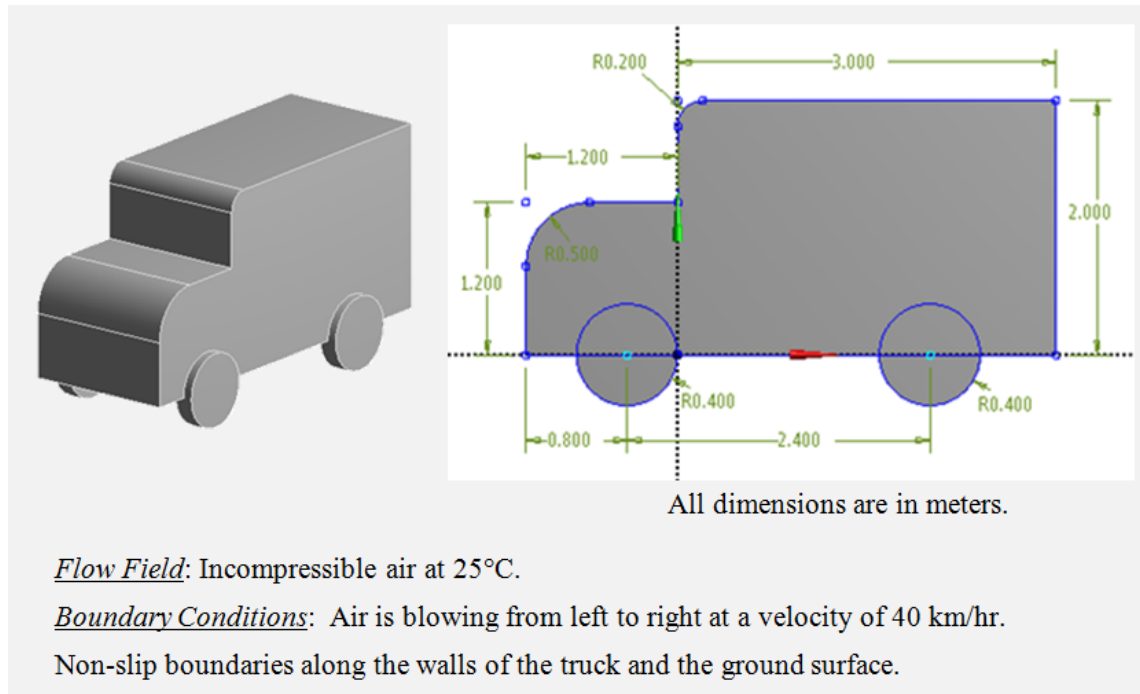 R0.200
3.000
1.200
2.000
R0.500
1.200
R0.400
R0.400
0.800
2.400
All dimensions are in meters.
Flow Field: Incompressible air at 25°C.
Boundary Conditions: Air is blowing from left to right at a velocity of 40 km/hr.
Non-slip boundaries along the walls of the truck and the ground surface.